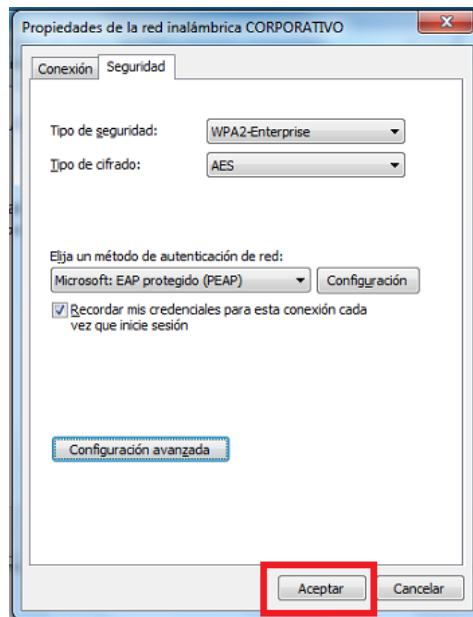 Propiedades de la red inalámbrica CORPORATIVO
Conexión Seguridad
Tipo de seguridad: WPA2-Enterprise
Tipo de cifrado: AES
Elija un método de autenticación de red:
Microsoft: EAP protegido (PEAP) Configuración
Recordar mis credenciales para esta conexión cada
vez que inicie sesión
Configuración avanzada
Aceptar Cancelar